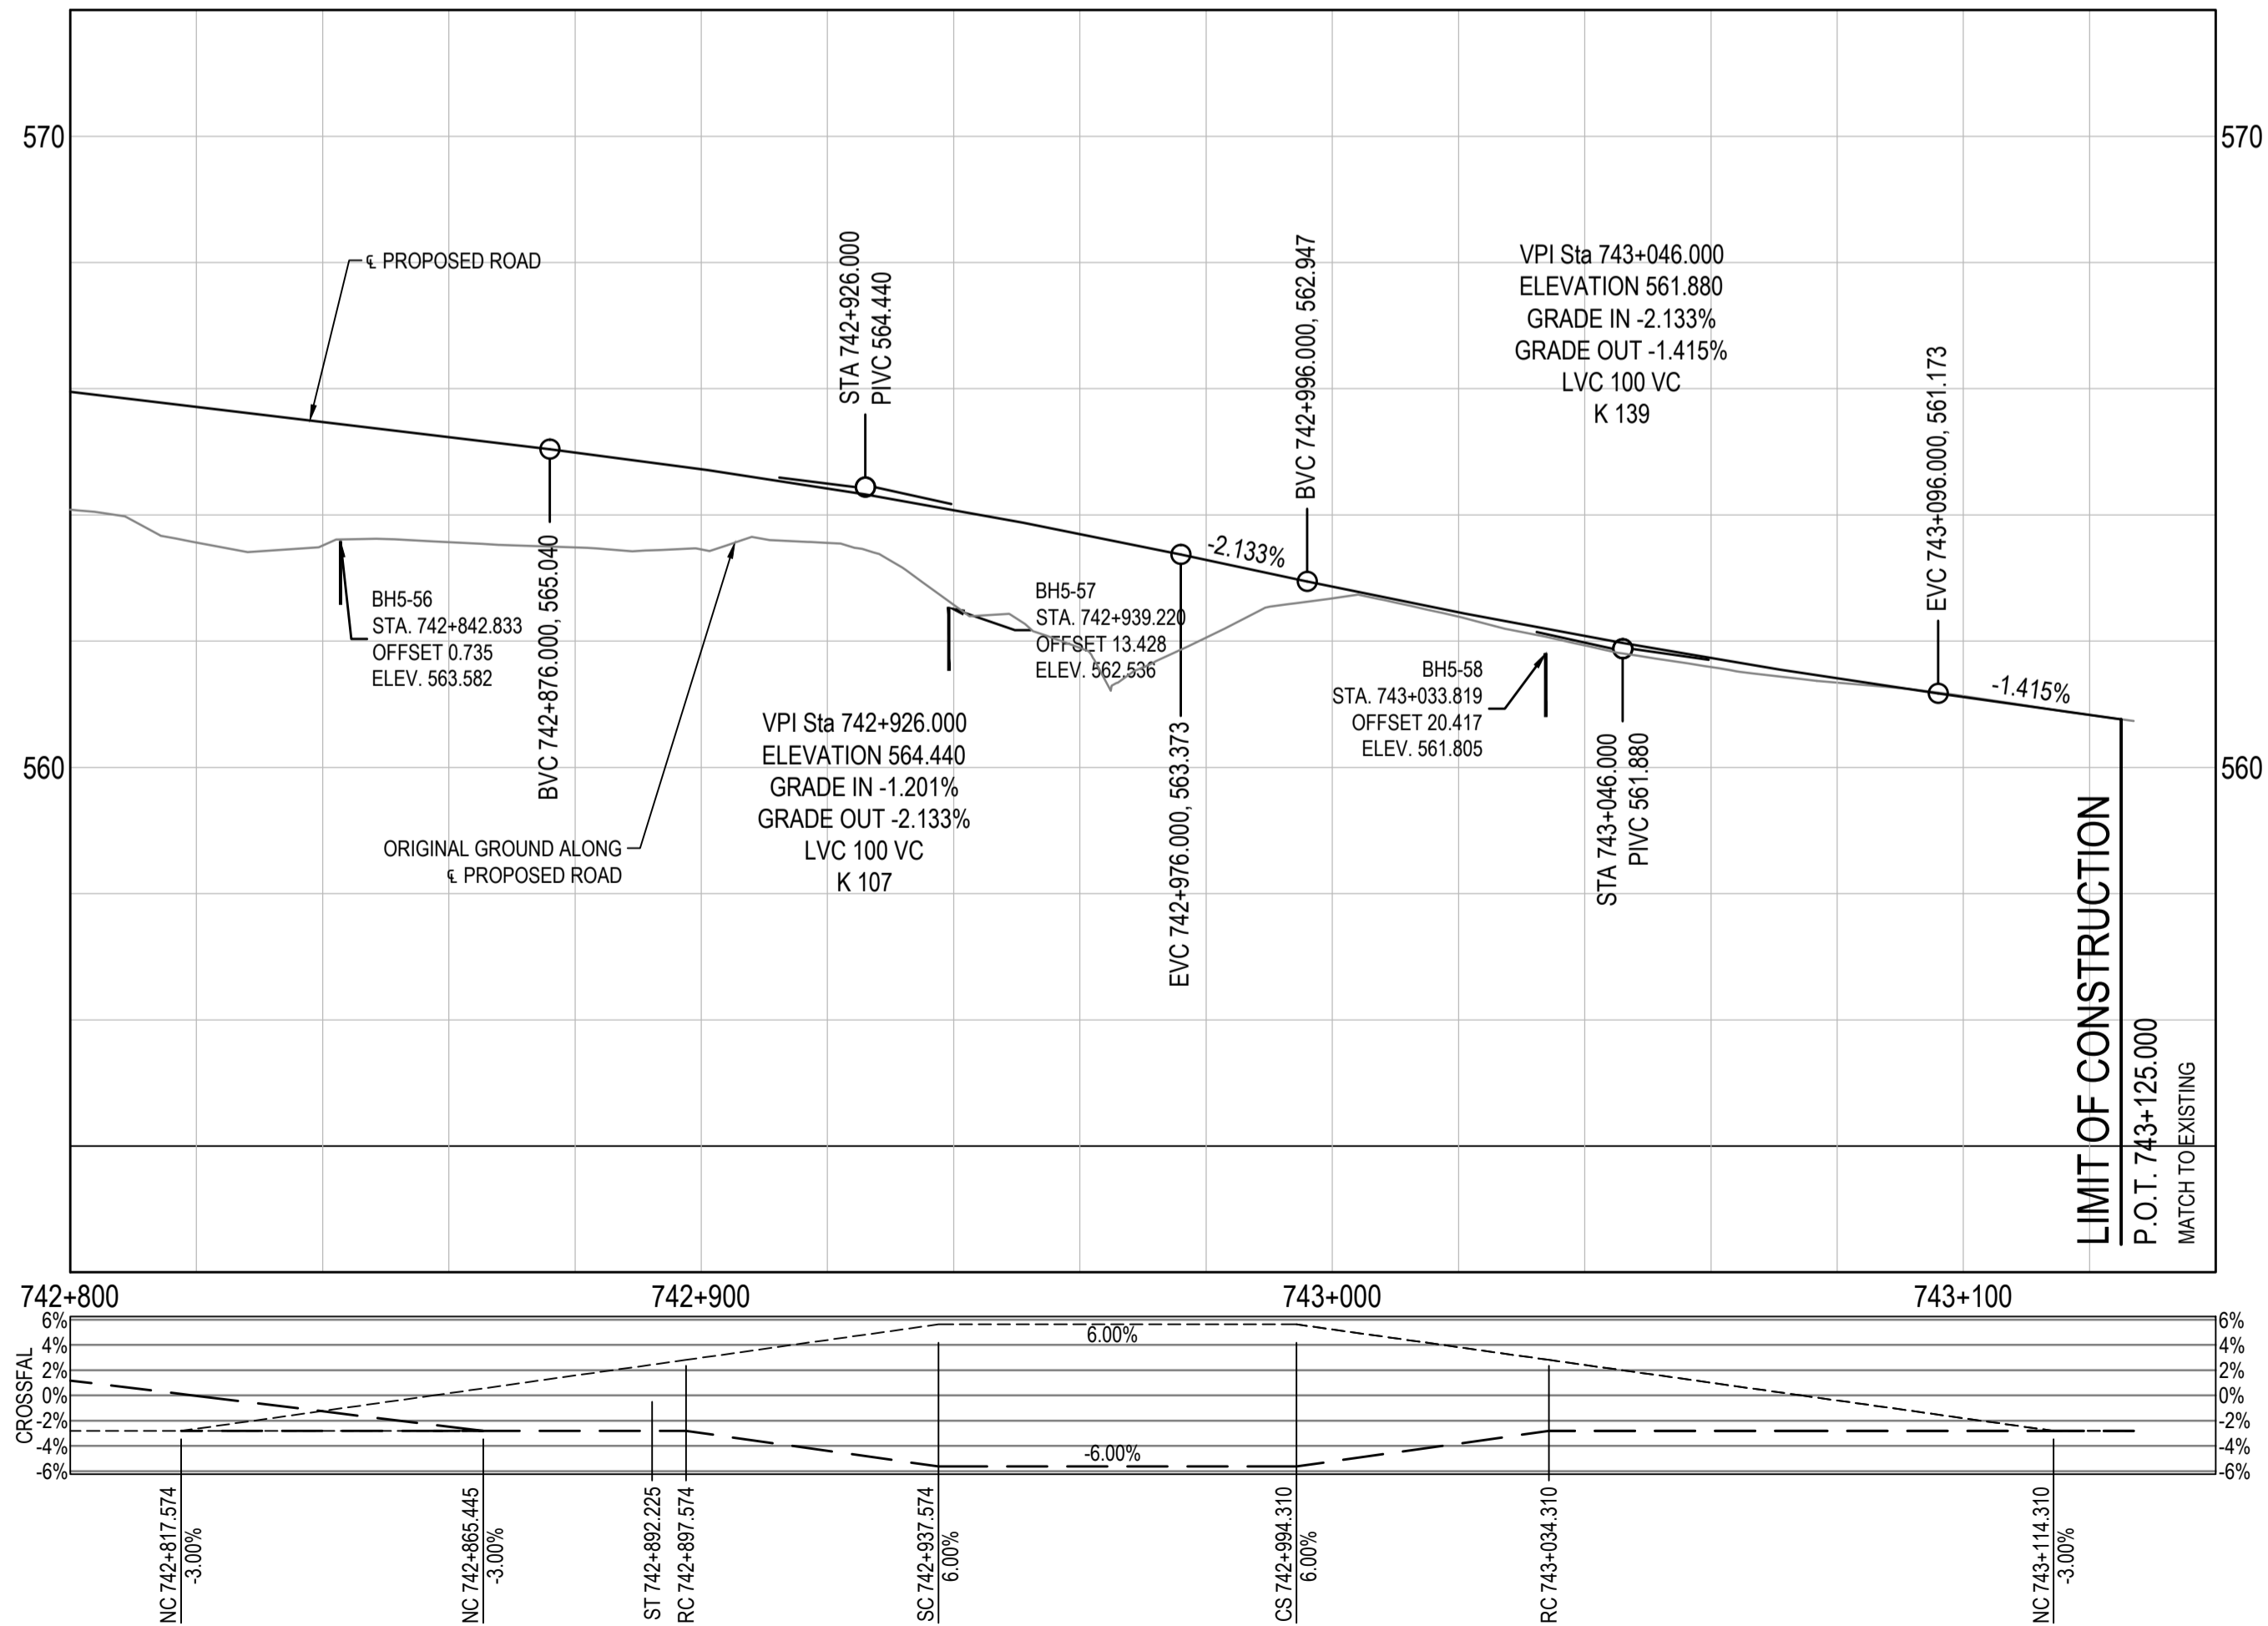 570
570
℄ PROPOSED ROAD
STA 742+926.000
PIVC 564.440
BVC 742+996.000, 562.947
VPI Sta 743+046.000
ELEVATION 561.880
GRADE IN -2.133%
GRADE OUT -1.415%
LVC 100 VC
K 139
EVC 743+096.000, 561.173
BVC 742+876.000, 565.040
-2.133%
BH5-56
STA. 742+842.833
OFFSET 0.735
ELEV. 563.582
BH5-57
STA. 742+939.220
OFFSET 13.428
ELEV. 562.536
BH5-58
STA. 743+033.819
OFFSET 20.417
ELEV. 561.805
-1.415%
560
560
VPI Sta 742+926.000
ELEVATION 564.440
GRADE IN -1.201%
GRADE OUT -2.133%
LVC 100 VC
K 107
ORIGINAL GROUND ALONG
℄ PROPOSED ROAD
EVC 742+976.000, 563.373
STA 743+046.000
PIVC 561.880
LIMIT OF CONSTRUCTION
P.O.T. 743+125.000
MATCH TO EXISTING
742+800
742+900
743+000
743+100
CROSSFAL
6%
4%
2%
0%
-2%
-4%
-6%
6.00%
-6.00%
6%
4%
2%
0%
-2%
-4%
-6%
NC 742+817.574
-3.00%
NC 742+865.445
-3.00%
ST 742+892.225
RC 742+897.574
SC 742+937.574
6.00%
CS 742+994.310
6.00%
RC 743+034.310
NC 743+114.310
-3.00%